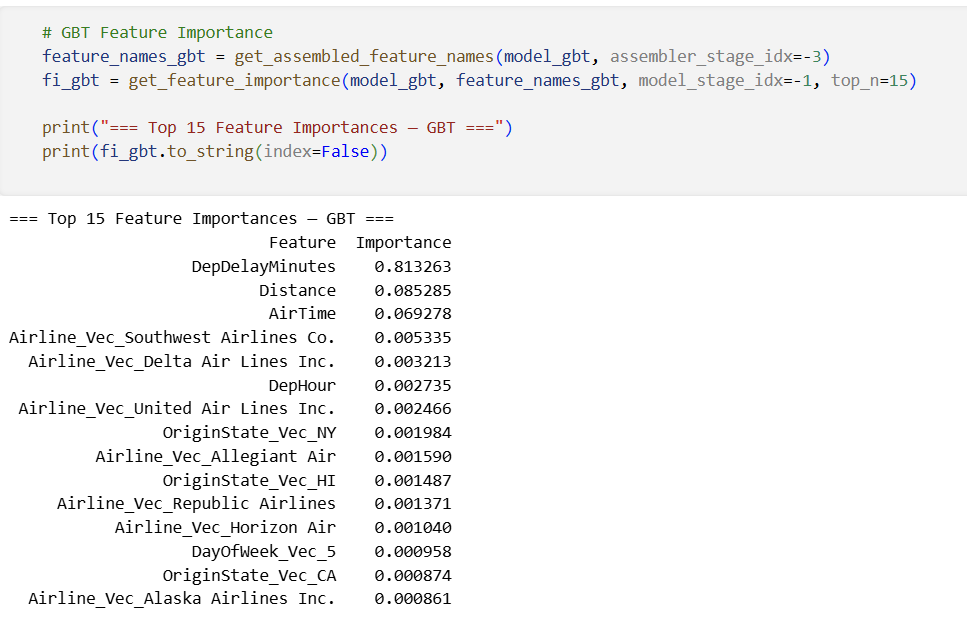 # GBT Feature Importance
feature_names_gbt = get_assembled_feature_names(model_gbt, assembler_stage_idx=-3)
fi_gbt = get_feature_importance(model_gbt, feature_names_gbt, model_stage_idx=-1, top_n=15)
print("=== Top 15 Feature Importances — GBT ===")
print(fi_gbt.to_string(index=False))
=== Top 15 Feature Importances — GBT ===
Feature Importance
DepDelayMinutes 0.813263
Distance 0.085285
AirTime 0.069278
Airline_Vec_Southwest Airlines Co. 0.005335
Airline_Vec_Delta Air Lines Inc. 0.003213
DepHour 0.002735
Airline_Vec_United Air Lines Inc. 0.002466
OriginState_Vec_NY 0.001984
Airline_Vec_Allegiant Air 0.001590
OriginState_Vec_HI 0.001487
Airline_Vec_Republic Airlines 0.001371
Airline_Vec_Horizon Air 0.001040
DayOfWeek_Vec_5 0.000958
OriginState_Vec_CA 0.000874
Airline_Vec_Alaska Airlines Inc. 0.000861